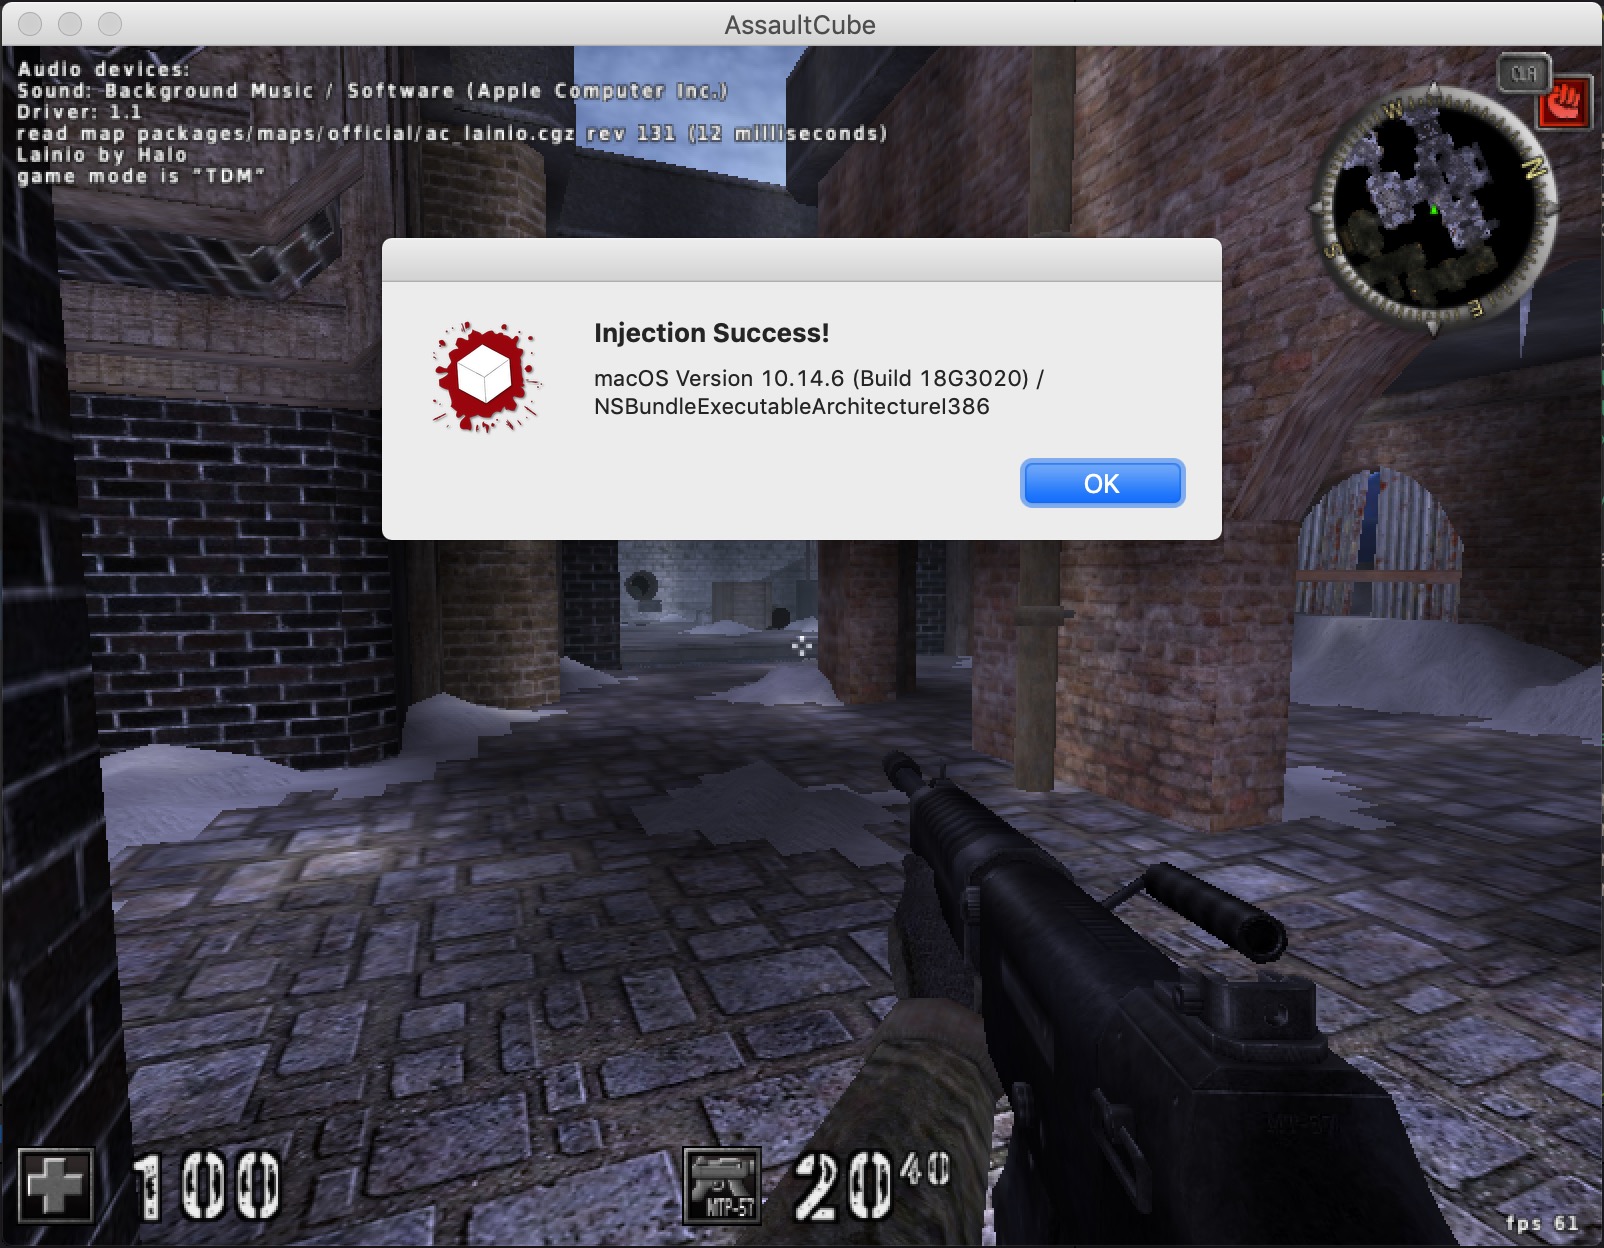 AssaultCube
Audio devices:
Sound: Background Music / Software (Apple Computer Inc.)
Driver: 1.1
read map packages/maps/official/ac_lainio.cgz rev 131 (12 milliseconds)
Lainio by Halo
game mode is "TDM"
CLA
W
N
S
E
Injection Success!
macOS Version 10.14.6 (Build 18G3020) /
NSBundleExecutableArchitectureI386
OK
100
MTP-57
20 40
fps 61